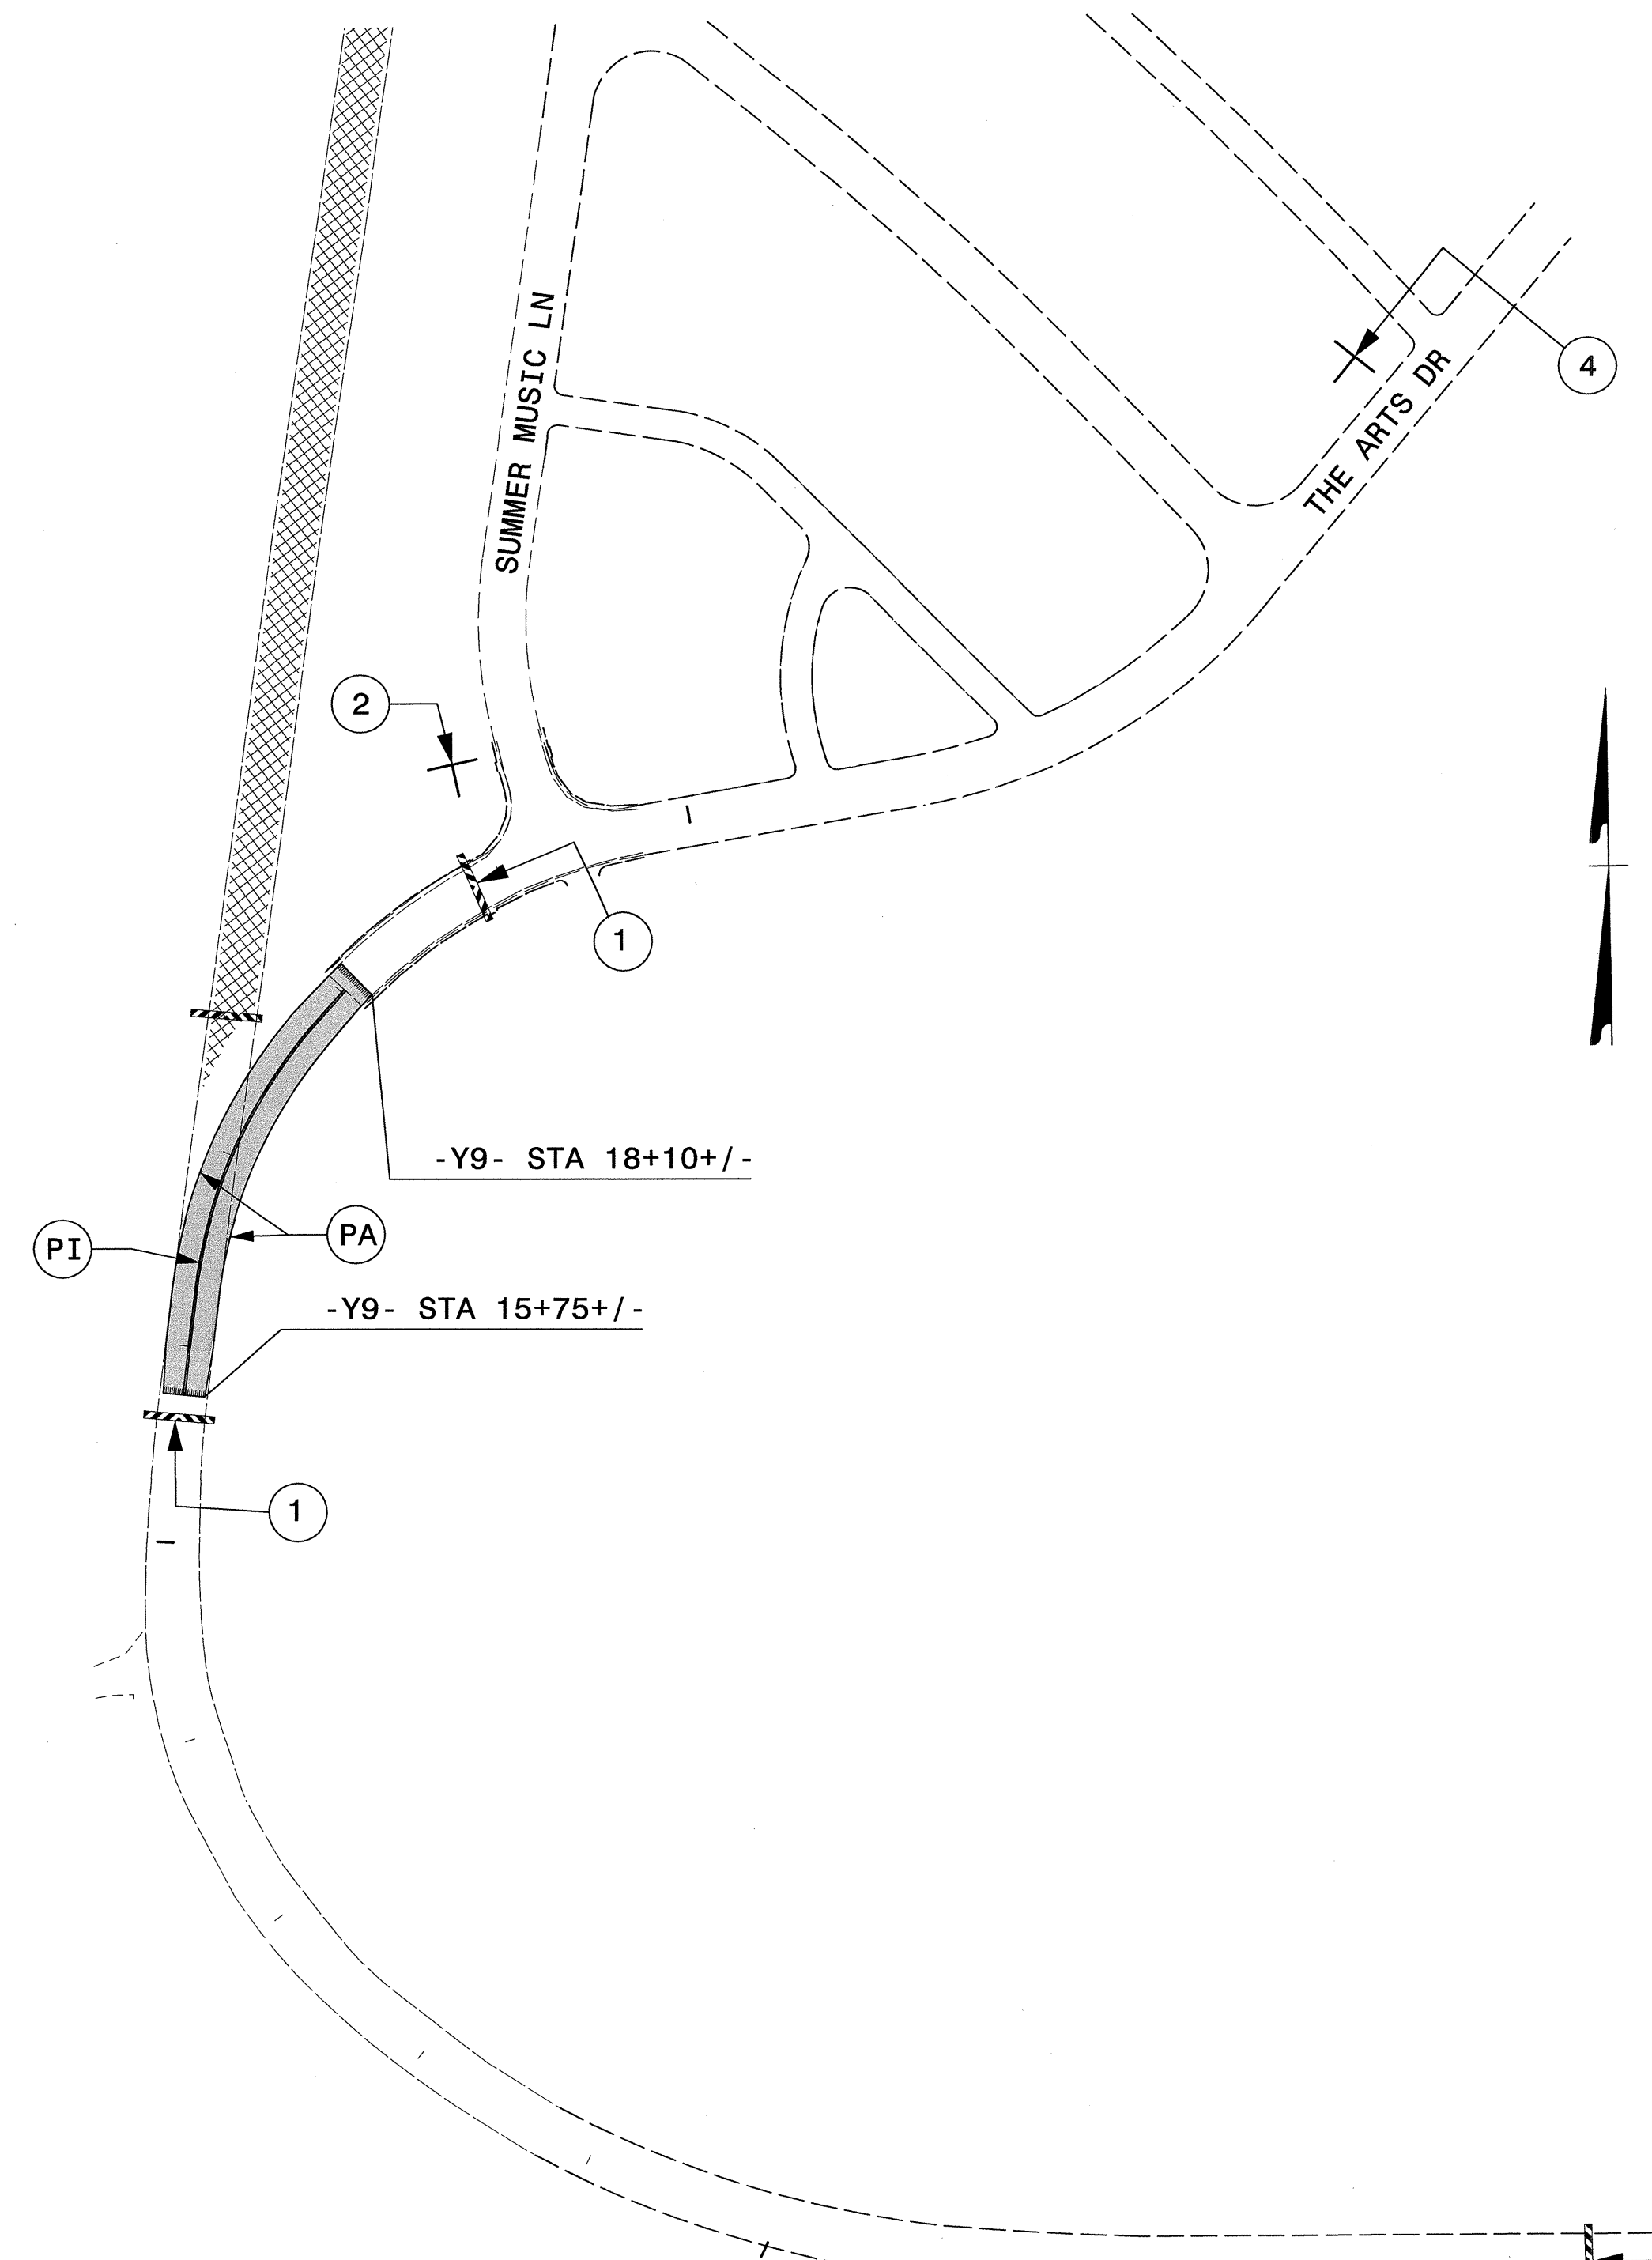 SUMMER MUSIC LN
4
THE ARTS DR
2
1
-Y9- STA 18+10+/-
PI
PA
-Y9- STA 15+75+/-
1